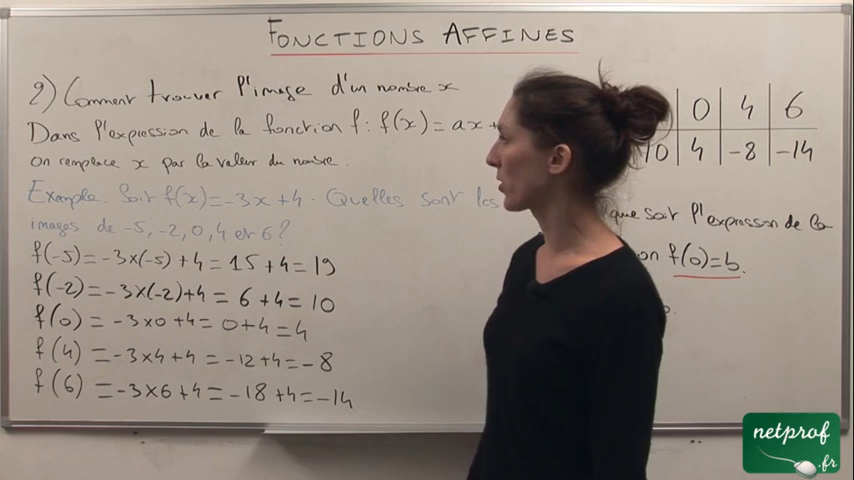 FONCTIONS AFFINES
2) Comment trouver l'image d'un nombre x
Dans l'expression de la fonction f : f(x) = ax +
on remplace x par la valeur du nombre.
Exemple: Soit f(x) = -3x + 4. Quelles sont les
images de -5, -2, 0, 4 et 6?
f(-5) = -3×(-5) + 4 = 15 + 4 = 19
f(-2) = -3×(-2) + 4 = 6 + 4 = 10
f(0) = -3×0 + 4 = 0 + 4 = 4
f(4) = -3×4 + 4 = -12 + 4 = -8
f(6) = -3×6 + 4 = -18 + 4 = -14
0 4 6
10 4 -8 -14
que soit l'expression de la
on f(0) = b.
netprof
.fr